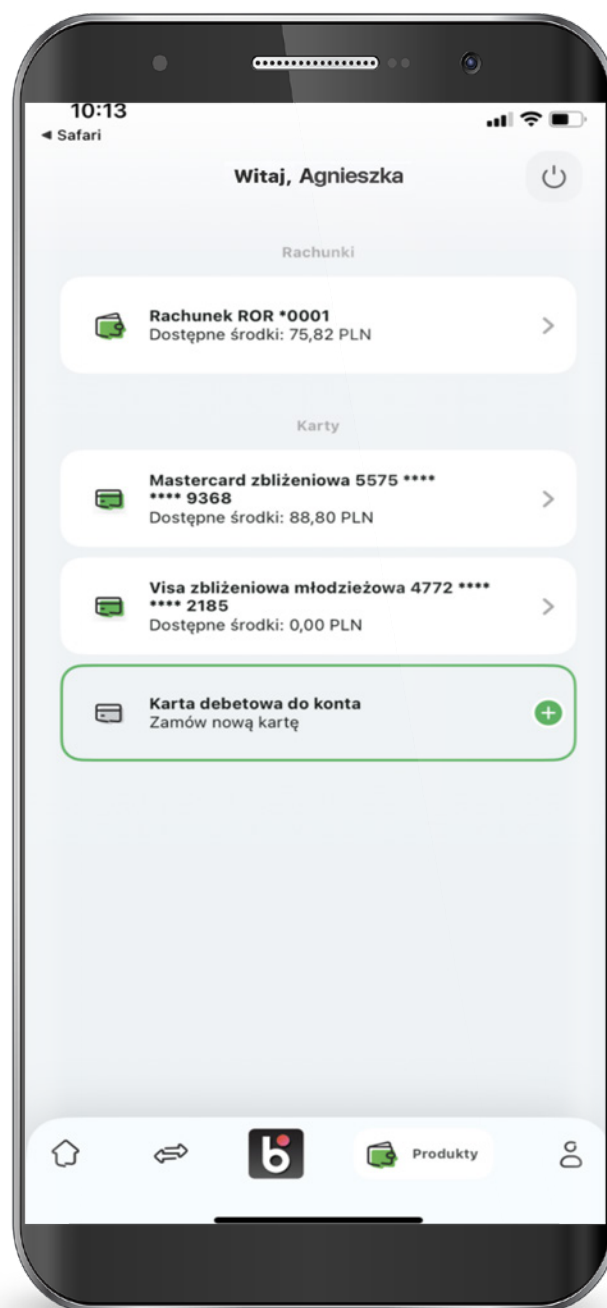 10:13
◀ Safari
Witaj, Agnieszka
Rachunki
Rachunek ROR *0001
Dostępne środki: 75,82 PLN
Karty
Mastercard zbliżeniowa 5575 ****
**** 9368
Dostępne środki: 88,80 PLN
Visa zbliżeniowa młodzieżowa 4772 ****
**** 2185
Dostępne środki: 0,00 PLN
Karta debetowa do konta
Zamów nową kartę
b
Produkty